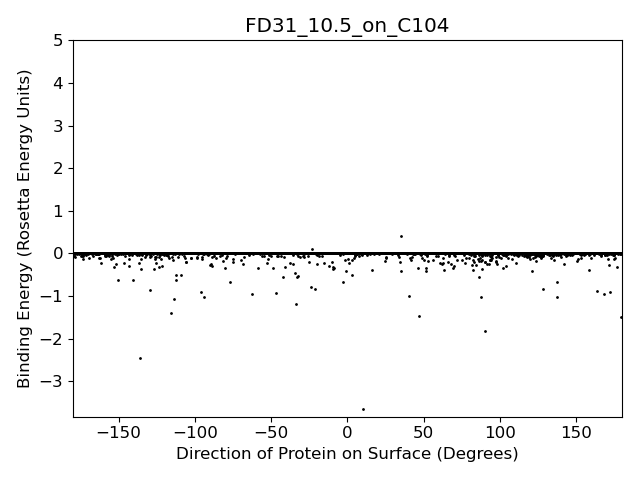 FD31_10.5_on_C104
Binding Energy (Rosetta Energy Units)
5
4
3
2
1
0
−1
−2
−3
−150 −100 −50 0 50 100 150
Direction of Protein on Surface (Degrees)